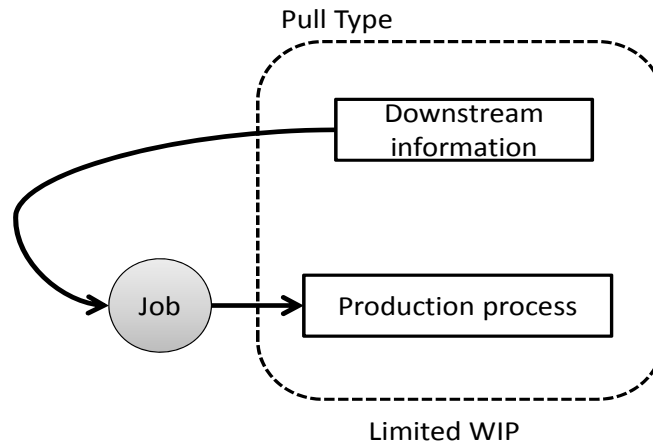 Pull Type
Downstream
information
Job
Production process
Limited WIP